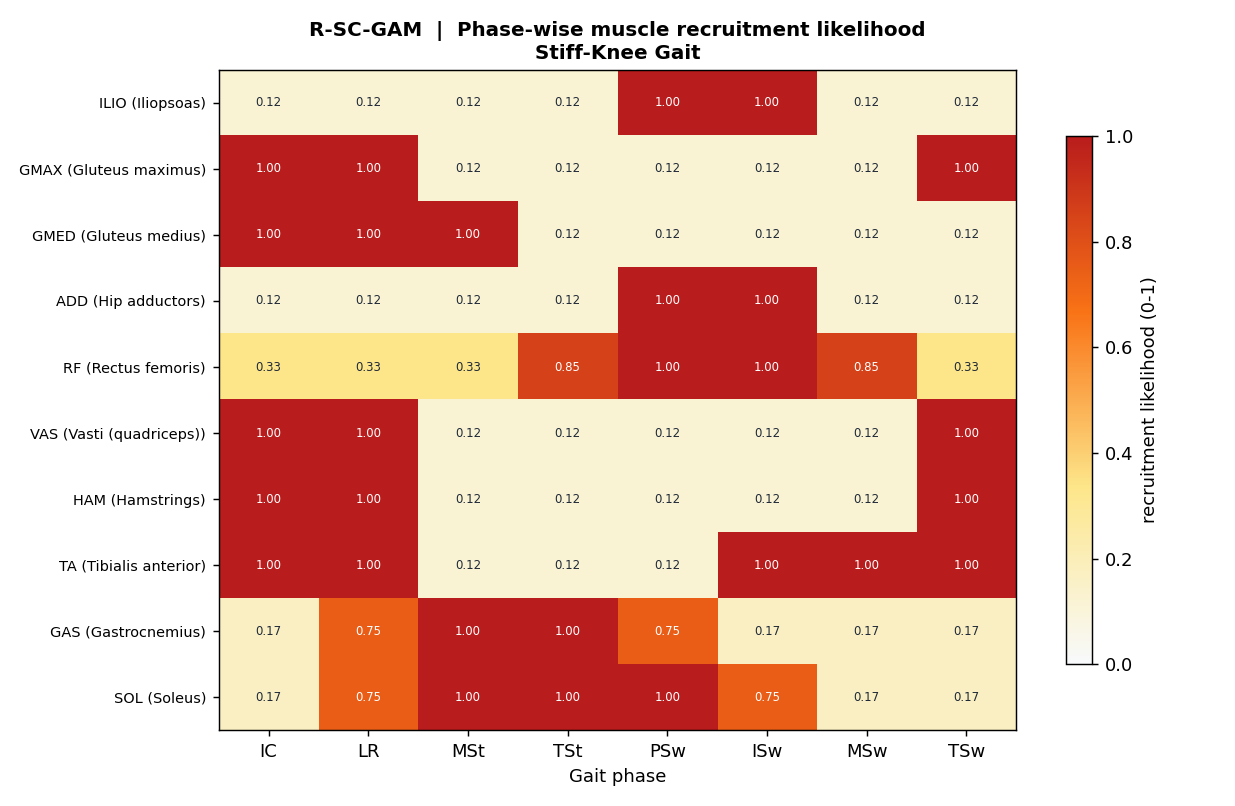 R-SC-GAM | Phase-wise muscle recruitment likelihood
Stiff-Knee Gait
ILIO (Iliopsoas) 0.12 0.12 0.12 0.12 1.00 1.00 0.12 0.12
GMAX (Gluteus maximus) 1.00 1.00 0.12 0.12 0.12 0.12 0.12 1.00
GMED (Gluteus medius) 1.00 1.00 1.00 0.12 0.12 0.12 0.12 0.12
ADD (Hip adductors) 0.12 0.12 0.12 0.12 1.00 1.00 0.12 0.12
RF (Rectus femoris) 0.33 0.33 0.33 0.85 1.00 1.00 0.85 0.33
VAS (Vasti (quadriceps)) 1.00 1.00 0.12 0.12 0.12 0.12 0.12 1.00
HAM (Hamstrings) 1.00 1.00 0.12 0.12 0.12 0.12 0.12 1.00
TA (Tibialis anterior) 1.00 1.00 0.12 0.12 0.12 1.00 1.00 1.00
GAS (Gastrocnemius) 0.17 0.75 1.00 1.00 0.75 0.17 0.17 0.17
SOL (Soleus) 0.17 0.75 1.00 1.00 1.00 0.75 0.17 0.17
IC LR MSt TSt PSw ISw MSw TSw
Gait phase
1.0
0.8
0.6
0.4
0.2
0.0
recruitment likelihood (0-1)